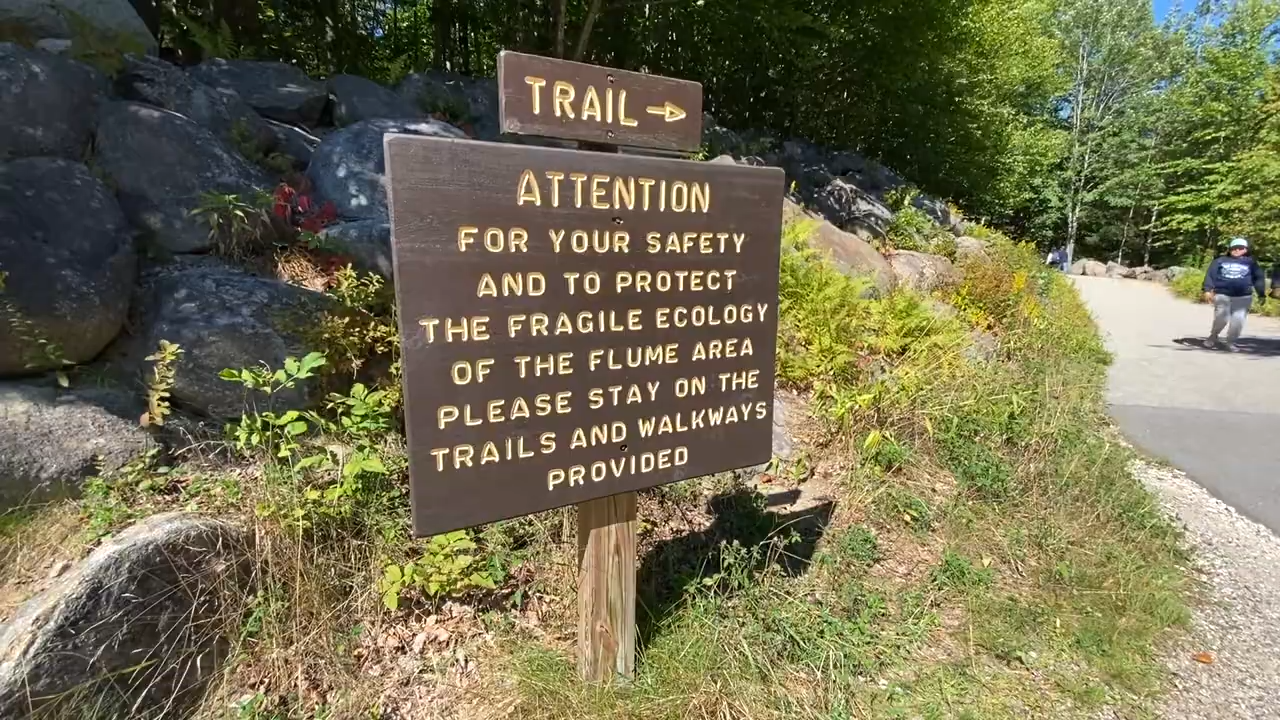 TRAIL →
ATTENTION
FOR YOUR SAFETY
AND TO PROTECT
THE FRAGILE ECOLOGY
OF THE FLUME AREA
PLEASE STAY ON THE
TRAILS AND WALKWAYS
PROVIDED